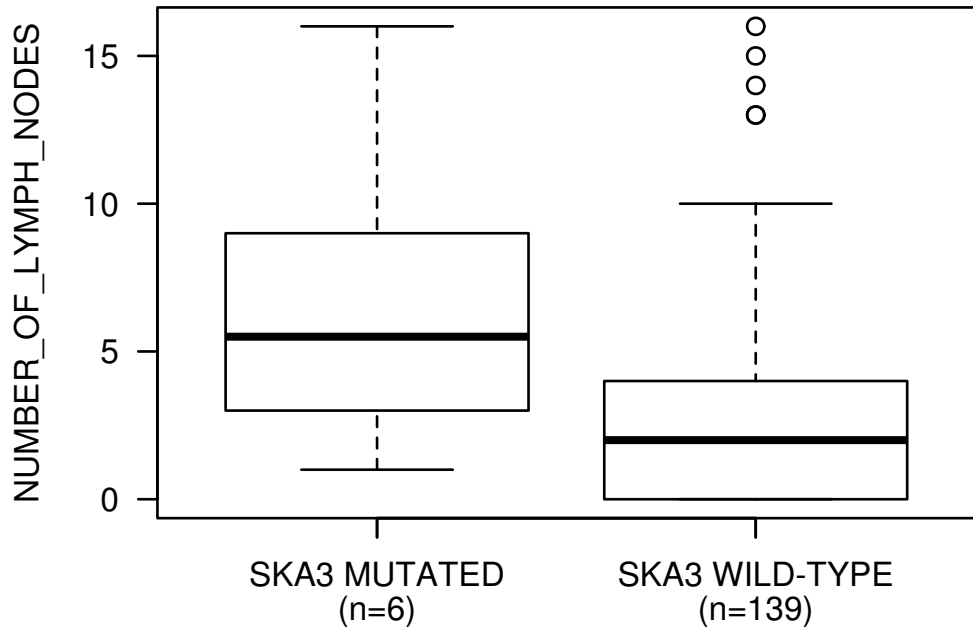 NUMBER_OF_LYMPH_NODES
15
10
5
0
SKA3 MUTATED
(n=6)
SKA3 WILD-TYPE
(n=139)